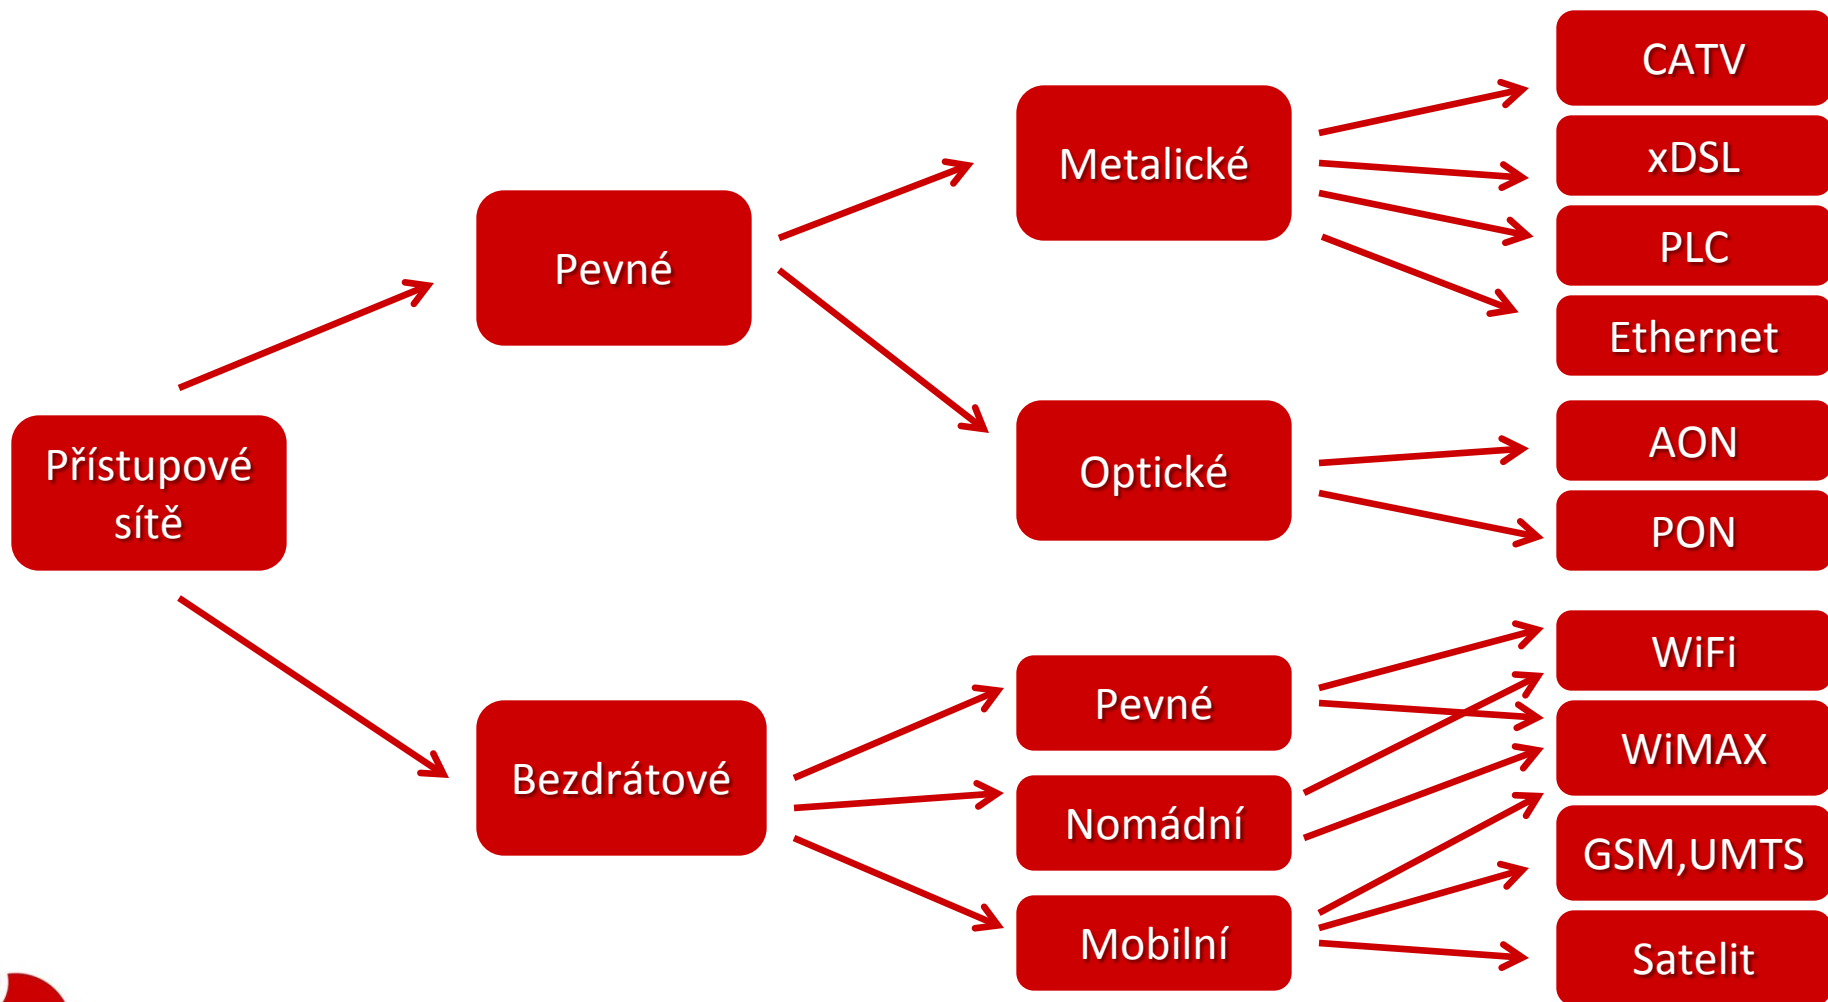 Přístupové
sítě
Pevné
Bezdrátové
Metalické
Optické
Pevné
Nomádní
Mobilní
CATV
xDSL
PLC
Ethernet
AON
PON
WiFi
WiMAX
GSM,UMTS
Satelit